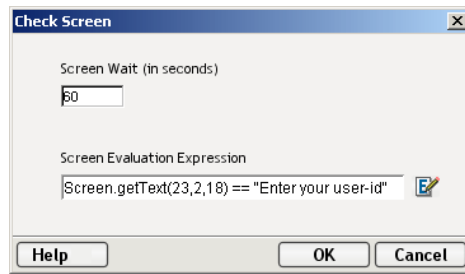 Check Screen
Screen Wait (in seconds)
60
Screen Evaluation Expression
Screen.getText(23,2,18) == "Enter your user-id"
Help OK Cancel